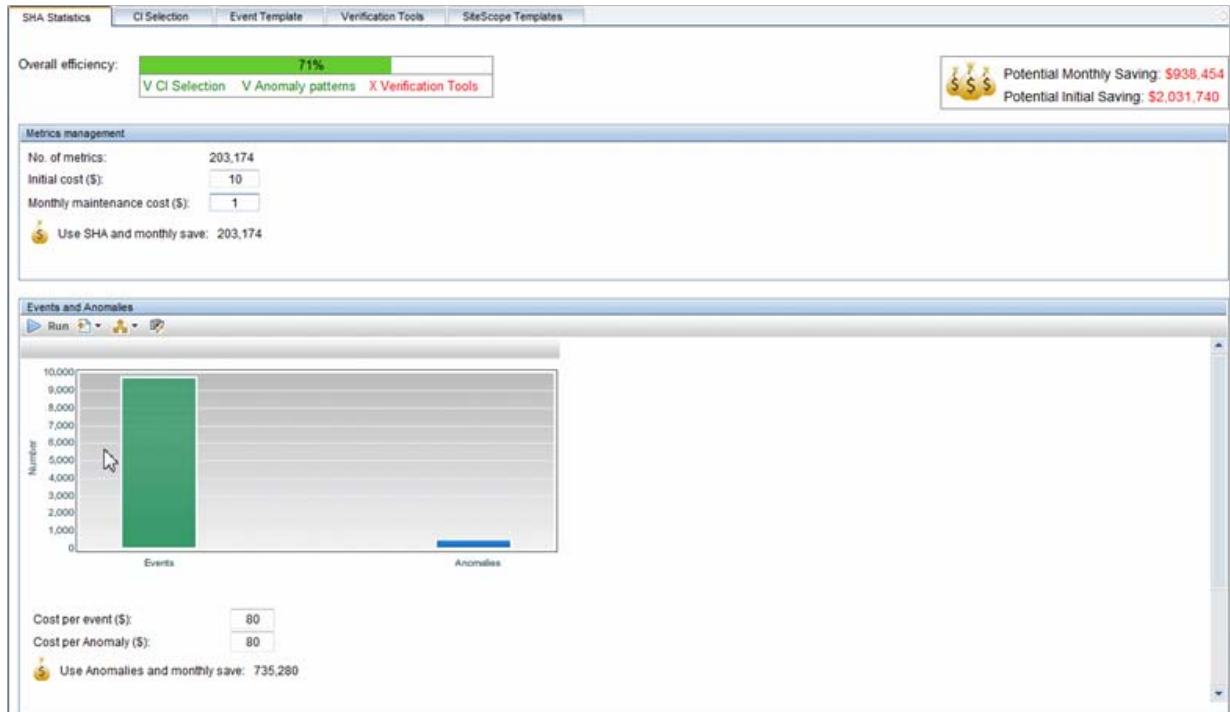 SHA Statistics
CI Selection
Event Template
Verification Tools
SiteScope Templates
Overall efficiency:
71%
V CI Selection V Anomaly patterns X Verification Tools
Potential Monthly Saving: $938,454
Potential Initial Saving: $2,031,740
Metrics management
No. of metrics: 203,174
Initial cost ($): 10
Monthly maintenance cost ($): 1
Use SHA and monthly save: 203,174
Events and Anomalies
Run
10,000
9,000
8,000
7,000
6,000
5,000
4,000
3,000
2,000
1,000
0
Number
Events
Anomalies
Cost per event ($): 80
Cost per Anomaly ($): 80
Use Anomalies and monthly save: 735,280